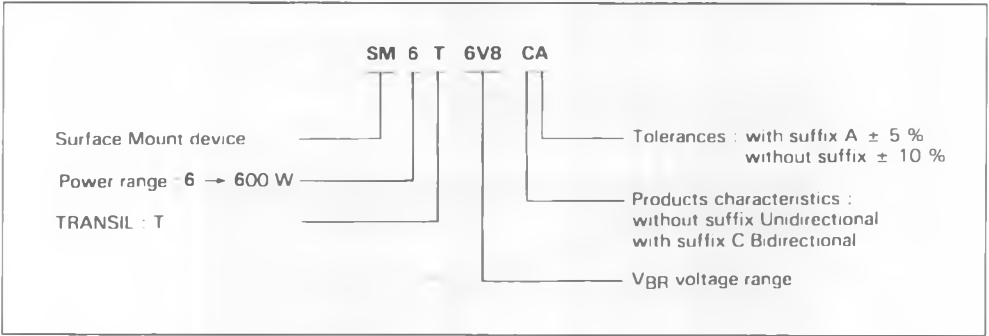 SM 6 T 6V8 CA
Surface Mount device
Power range 6 → 600 W
TRANSIL : T
Tolerances : with suffix A ± 5 %
without suffix ± 10 %
Products characteristics :
without suffix Unidirectional
with suffix C Bidirectional
VBR voltage range